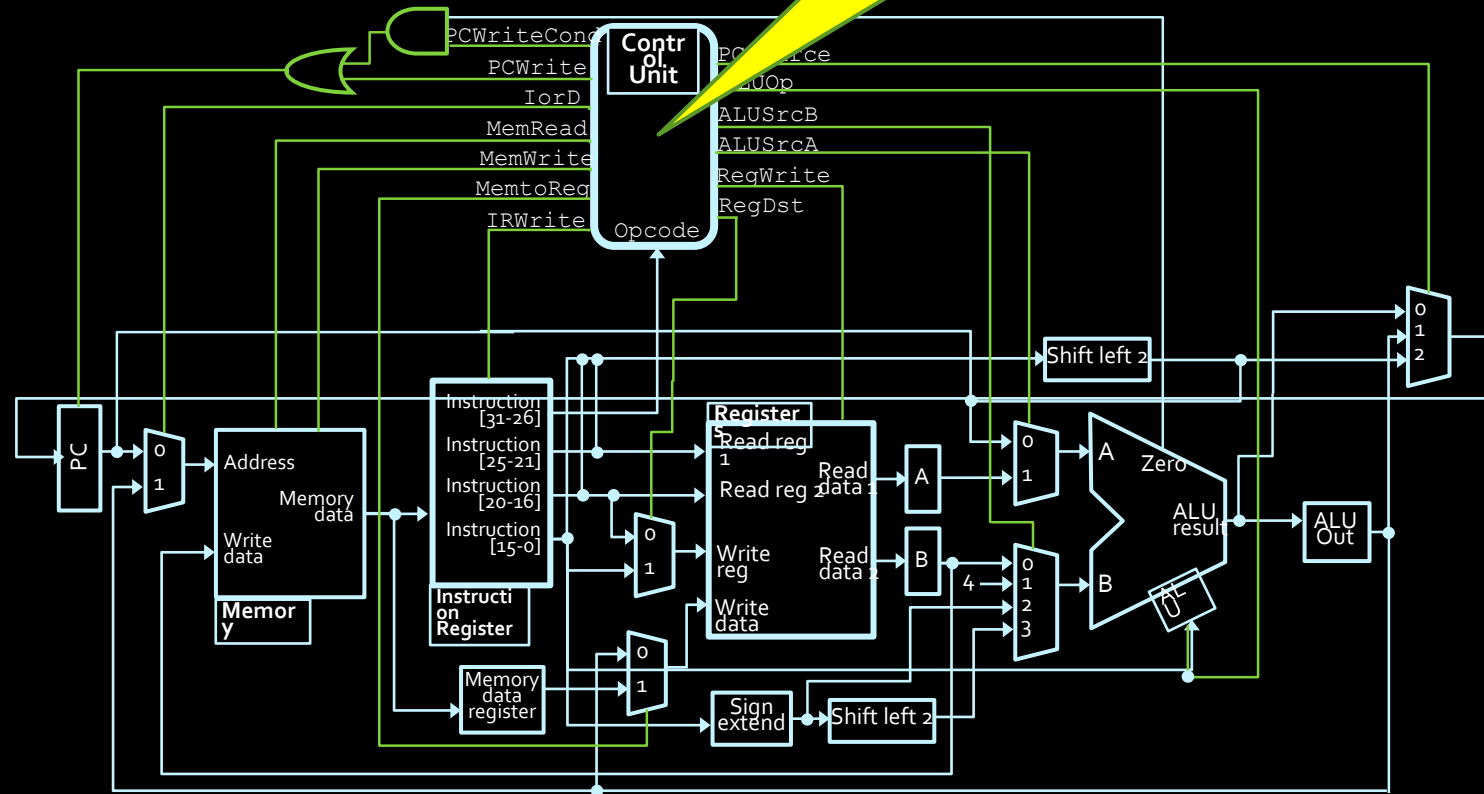 PCWriteCond
PCWrite
IorD
MemRead
MemWrite
MemtoReg
IRWrite
Contr
ol
Unit
Opcode
ALUOp
ALUSrcB
ALUSrcA
RegWrite
RegDst
PC
0
1
Address
Memory
data
Write
data
Memor
y
Instruction
[31-26]
Instruction
[25-21]
Instruction
[20-16]
Instruction
[15-0]
Instructi
on
Register
Memory
data
register
0
1
0
1
Register
s
Read reg
1
Read reg 2
Write
reg
Write
data
Read
data 1
Read
data 2
A
B
Sign
extend
Shift left 2
Shift left 2
0
1
4
0
1
2
3
A
B
Zero
ALU
result
AL
U
ALU
Out
0
1
2